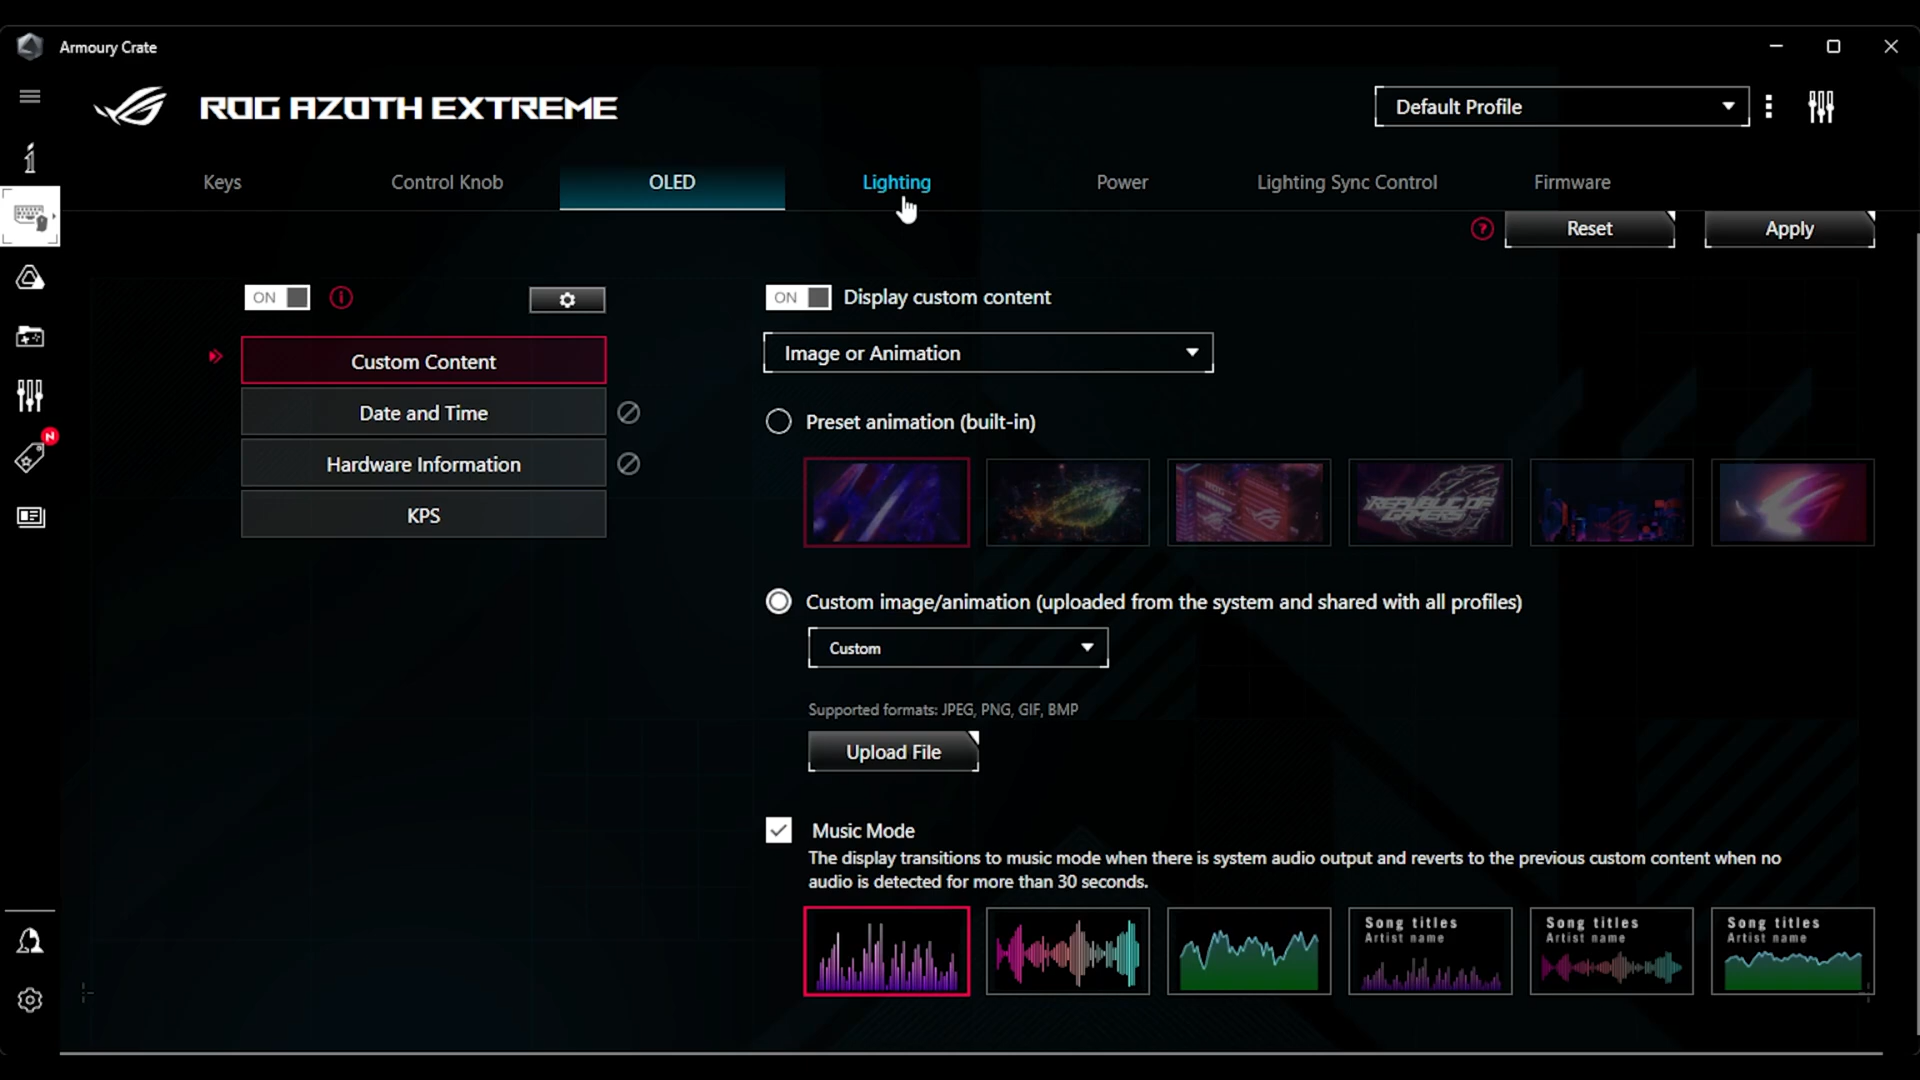 Armoury Crate
ROG AZOTH EXTREME
Default Profile
Keys
Control Knob
OLED
Lighting
Power
Lighting Sync Control
Firmware
?
Reset
Apply
ON
ON
Display custom content
Custom Content
Date and Time
Hardware Information
KPS
Image or Animation
Preset animation (built-in)
REPUBLIC OF
GAMERS
Custom image/animation (uploaded from the system and shared with all profiles)
Custom
Supported formats: JPEG, PNG, GIF, BMP
Upload File
Music Mode
The display transitions to music mode when there is system audio output and reverts to the previous custom content when no
audio is detected for more than 30 seconds.
Song titles
Artist name
Song titles
Artist name
Song titles
Artist name
N